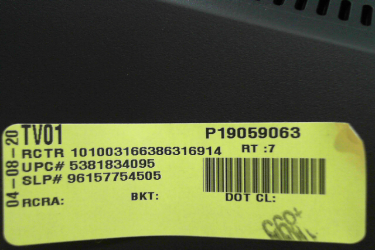 04-08-20
TV01 P19059063
RCTR 101003166386316914 RT :7
UPC# 5381834095
SLP# 96157754505
RCRA: BKT: DOT CL: